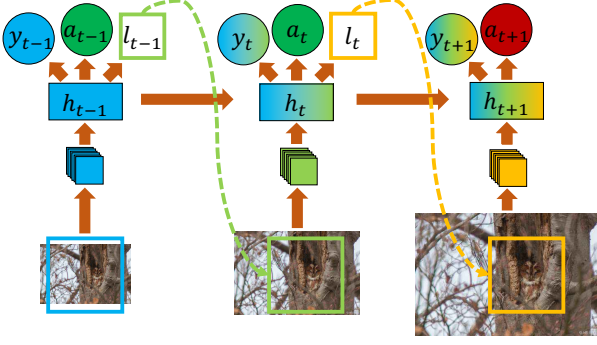 y_{t-1} a_{t-1} l_{t-1} y_t a_t l_t y_{t+1} a_{t+1}
h_{t-1} h_t h_{t+1}